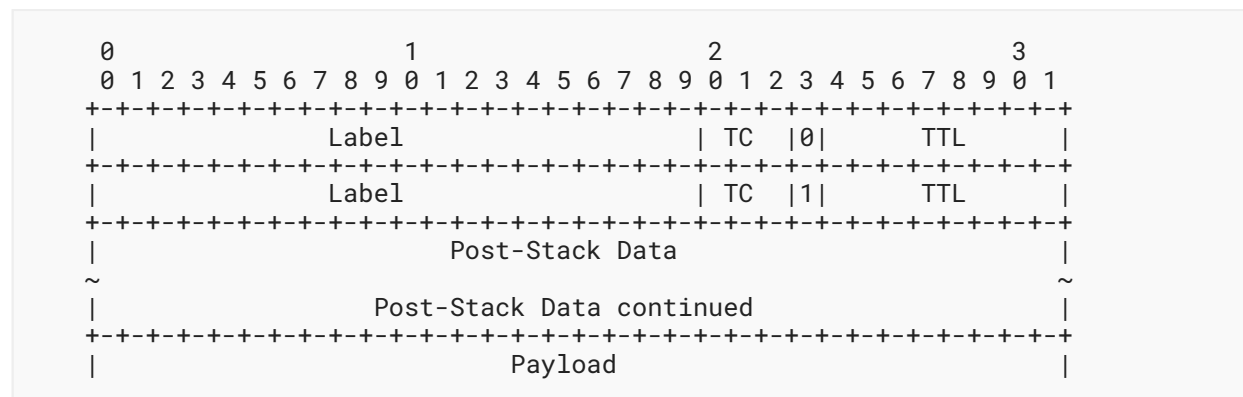 0                   1                   2                   3
 0 1 2 3 4 5 6 7 8 9 0 1 2 3 4 5 6 7 8 9 0 1 2 3 4 5 6 7 8 9 0 1
+-+-+-+-+-+-+-+-+-+-+-+-+-+-+-+-+-+-+-+-+-+-+-+-+-+-+-+-+-+-+-+-+
|               Label                   | TC  |0|      TTL      |
+-+-+-+-+-+-+-+-+-+-+-+-+-+-+-+-+-+-+-+-+-+-+-+-+-+-+-+-+-+-+-+-+
|               Label                   | TC  |1|      TTL      |
+-+-+-+-+-+-+-+-+-+-+-+-+-+-+-+-+-+-+-+-+-+-+-+-+-+-+-+-+-+-+-+-+
|                       Post-Stack Data                         |
~                                                               ~
|                  Post-Stack Data continued                    |
+-+-+-+-+-+-+-+-+-+-+-+-+-+-+-+-+-+-+-+-+-+-+-+-+-+-+-+-+-+-+-+-+
|                           Payload                             |